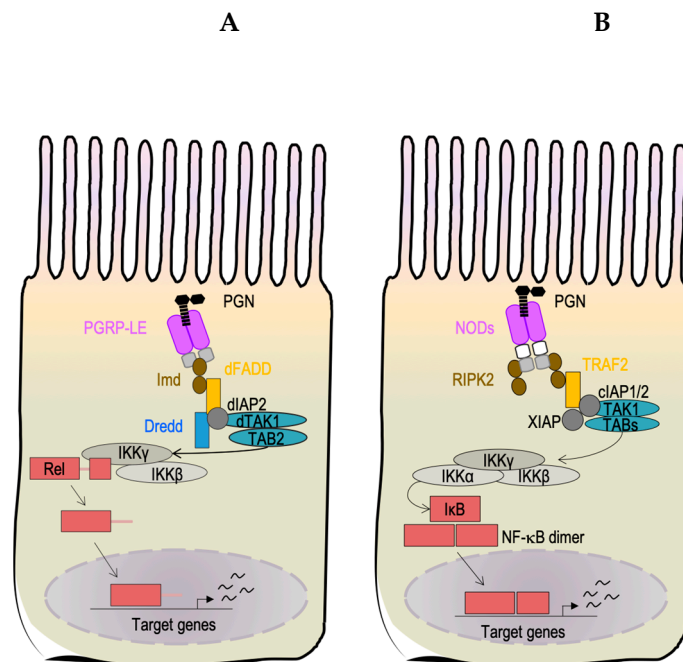 A
B
PGN
PGRP-LE
dFADD
Imd
dIAP2
Dredd
dTAK1
TAB2
IKKγ
Rel
IKKβ
Target genes
PGN
NODs
TRAF2
RIPK2
cIAP1/2
TAK1
XIAP
TABs
IKKγ
IKKα
IKKβ
IκB
NF-κB dimer
Target genes